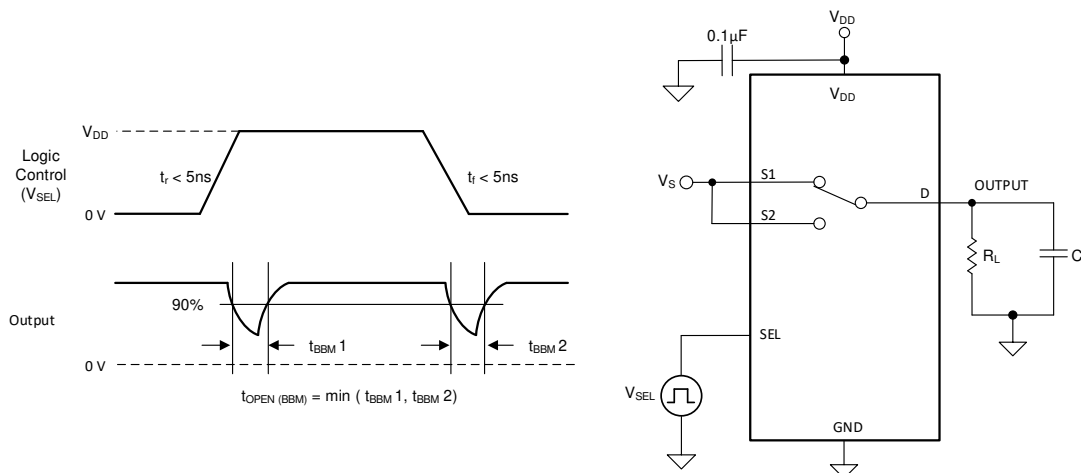 V_DD
Logic
Control
(V_SEL)
t_r < 5ns
t_f < 5ns
0 V
Output
90%
t_BBM 1
t_BBM 2
0 V
t_OPEN (BBM) = min ( t_BBM 1, t_BBM 2)
V_DD
0.1µF
V_DD
V_S
S1
S2
D
OUTPUT
R_L
C
SEL
V_SEL
GND